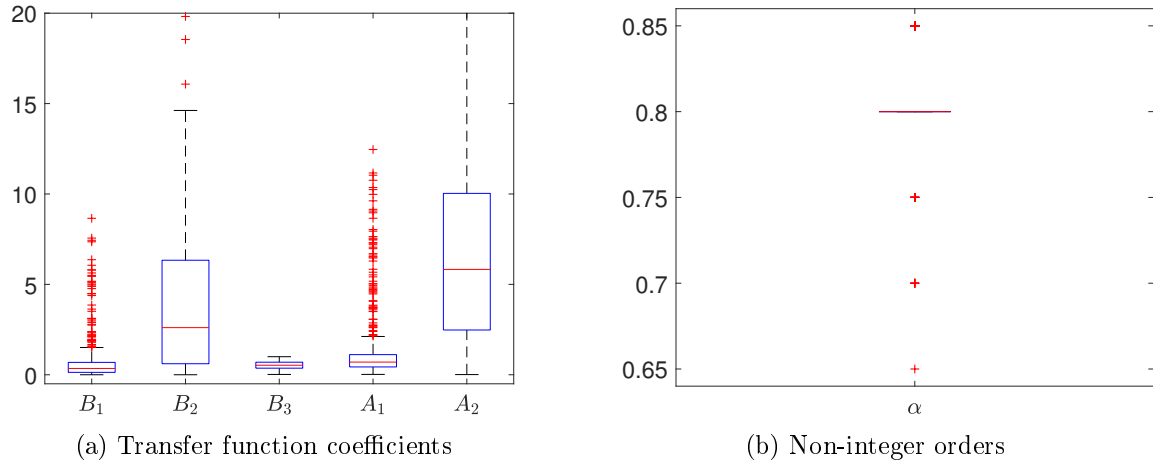 20
15
10
5
0
B₁ B₂ B₃ A₁ A₂
(a) Transfer function coefficients
0.85
0.8
0.75
0.7
0.65
α
(b) Non-integer orders